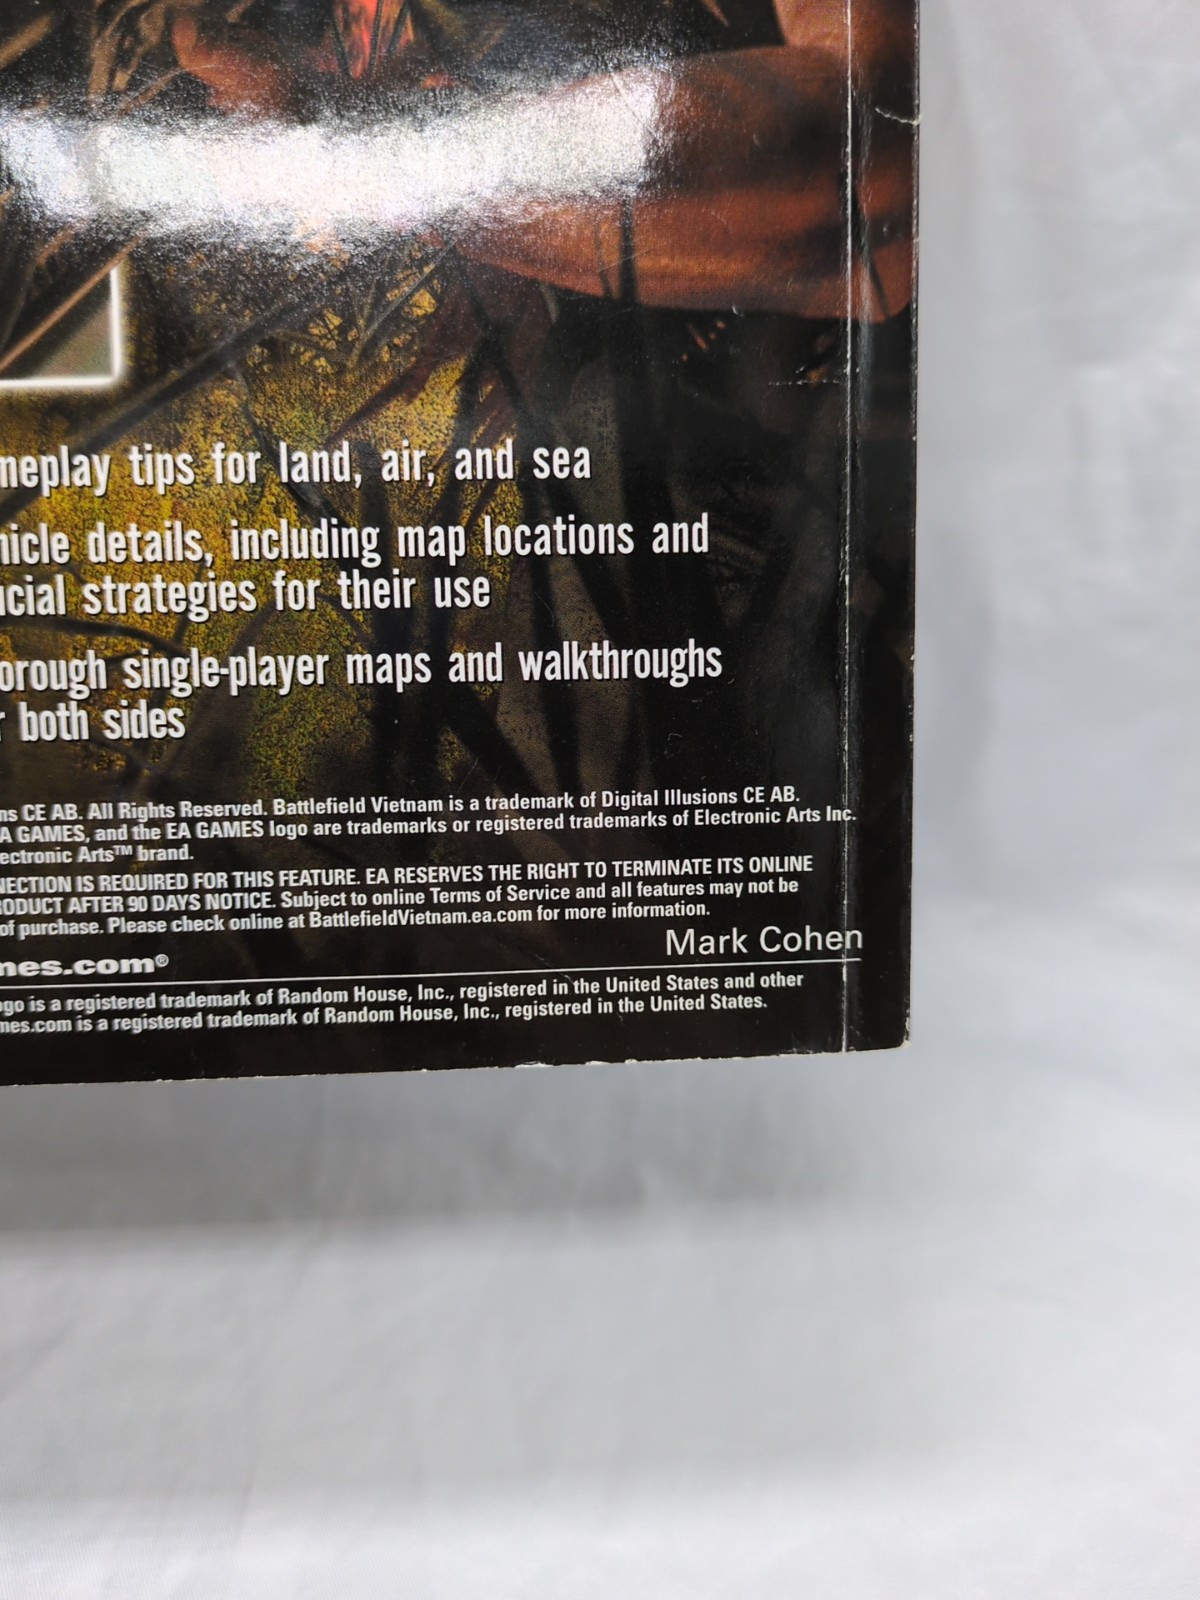 meplay tips for land, air, and sea
hicle details, including map locations and
ucial strategies for their use
orough single-player maps and walkthroughs
r both sides
ns CE AB. All Rights Reserved. Battlefield Vietnam is a trademark of Digital Illusions CE AB.
A GAMES, and the EA GAMES logo are trademarks or registered trademarks of Electronic Arts Inc.
ectronic Arts™ brand.
NECTION IS REQUIRED FOR THIS FEATURE. EA RESERVES THE RIGHT TO TERMINATE ITS ONLINE
ODUCT AFTER 90 DAYS NOTICE. Subject to online Terms of Service and all features may not be
of purchase. Please check online at BattlefieldVietnam.ea.com for more information.
Mark Cohen
mes.com®
ogo is a registered trademark of Random House, Inc., registered in the United States and other
mes.com is a registered trademark of Random House, Inc., registered in the United States.